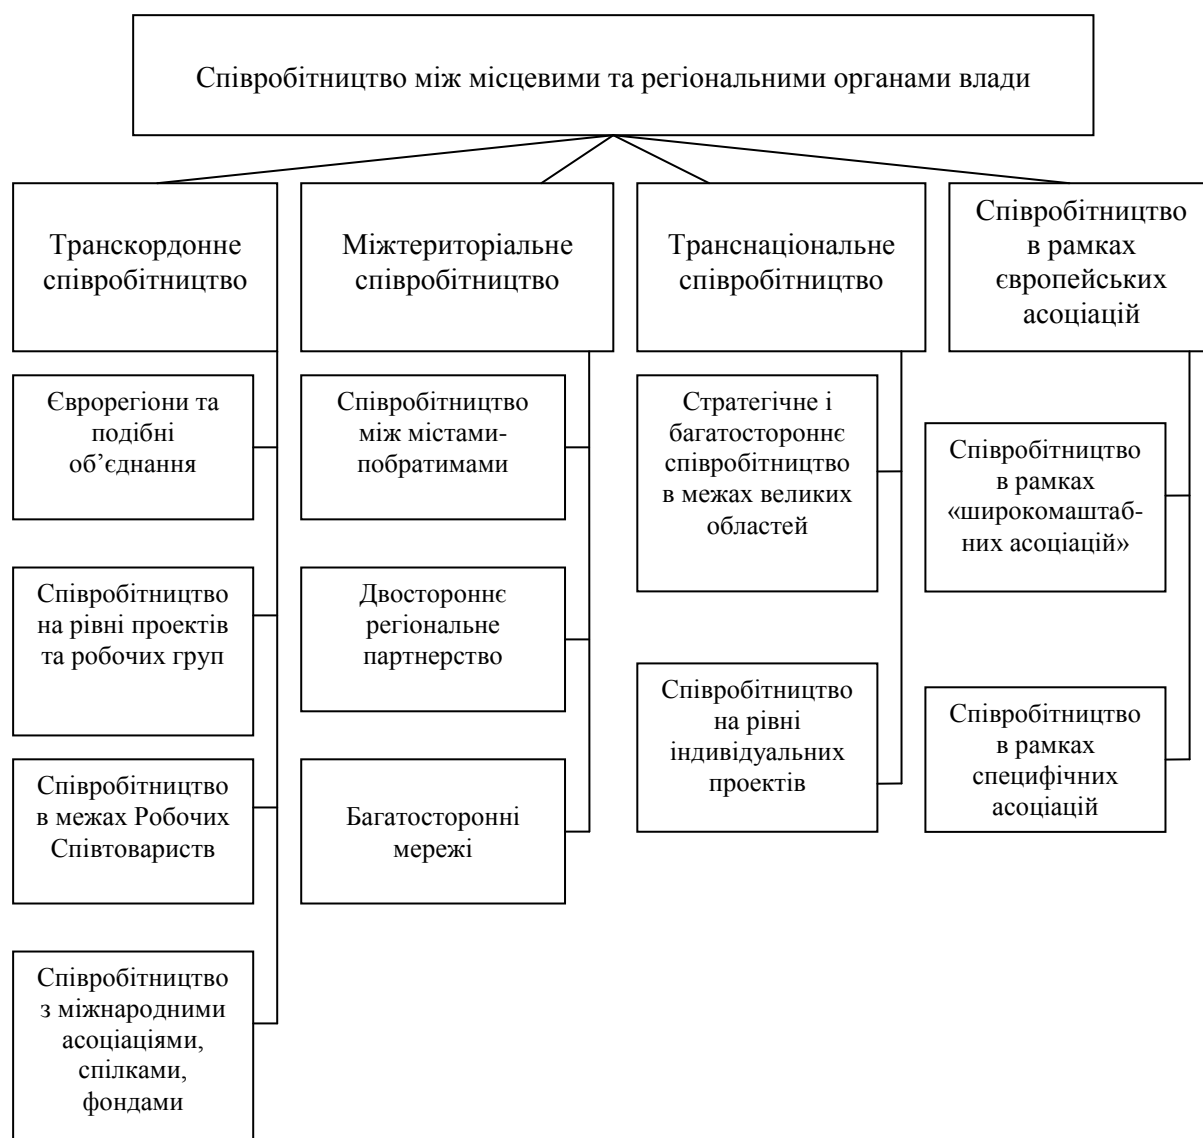 Співробітництво між місцевими та регіональними органами влади
Транскордонне
співробітництво
Міжтериторіальне
співробітництво
Транснаціональне
співробітництво
Співробітництво
в рамках
європейських
асоціацій
Єврорегіони та
подібні
об’єднання
Співробітництво
на рівні проектів
та робочих груп
Співробітництво
в межах Робочих
Співтовариств
Співробітництво
з міжнародними
асоціаціями,
спілками,
фондами
Співробітництво
між містами-
побратимами
Двостороннє
регіональне
партнерство
Багатосторонні
мережі
Стратегічне і
багатостороннє
співробітництво
в межах великих
областей
Співробітництво
на рівні
індивідуальних
проектів
Співробітництво
в рамках
«широкомаштаб-
них асоціацій»
Співробітництво
в рамках
специфічних
асоціацій